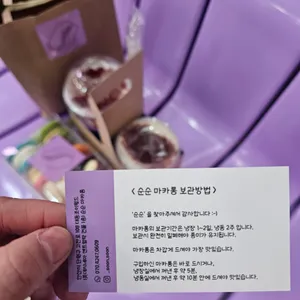 < 순순 마카롱 보관방법 >
'순순'을 찾아주셔서 감사합니다 :-)
마카롱의 보관기간은 냉장 1~2일, 냉동 2주 입니다.
보관시 완전히 밀폐해야 풍미가 유지됩니다.
마카롱은 차갑게 드셔야 가장 맛있습니다.
구입하신 마카롱은 바로 드시거나,
냉장실에서 꺼낸 후 약 5분,
냉동실에서 꺼낸 후 약 10분 안에 드셔야 맛있습니다.